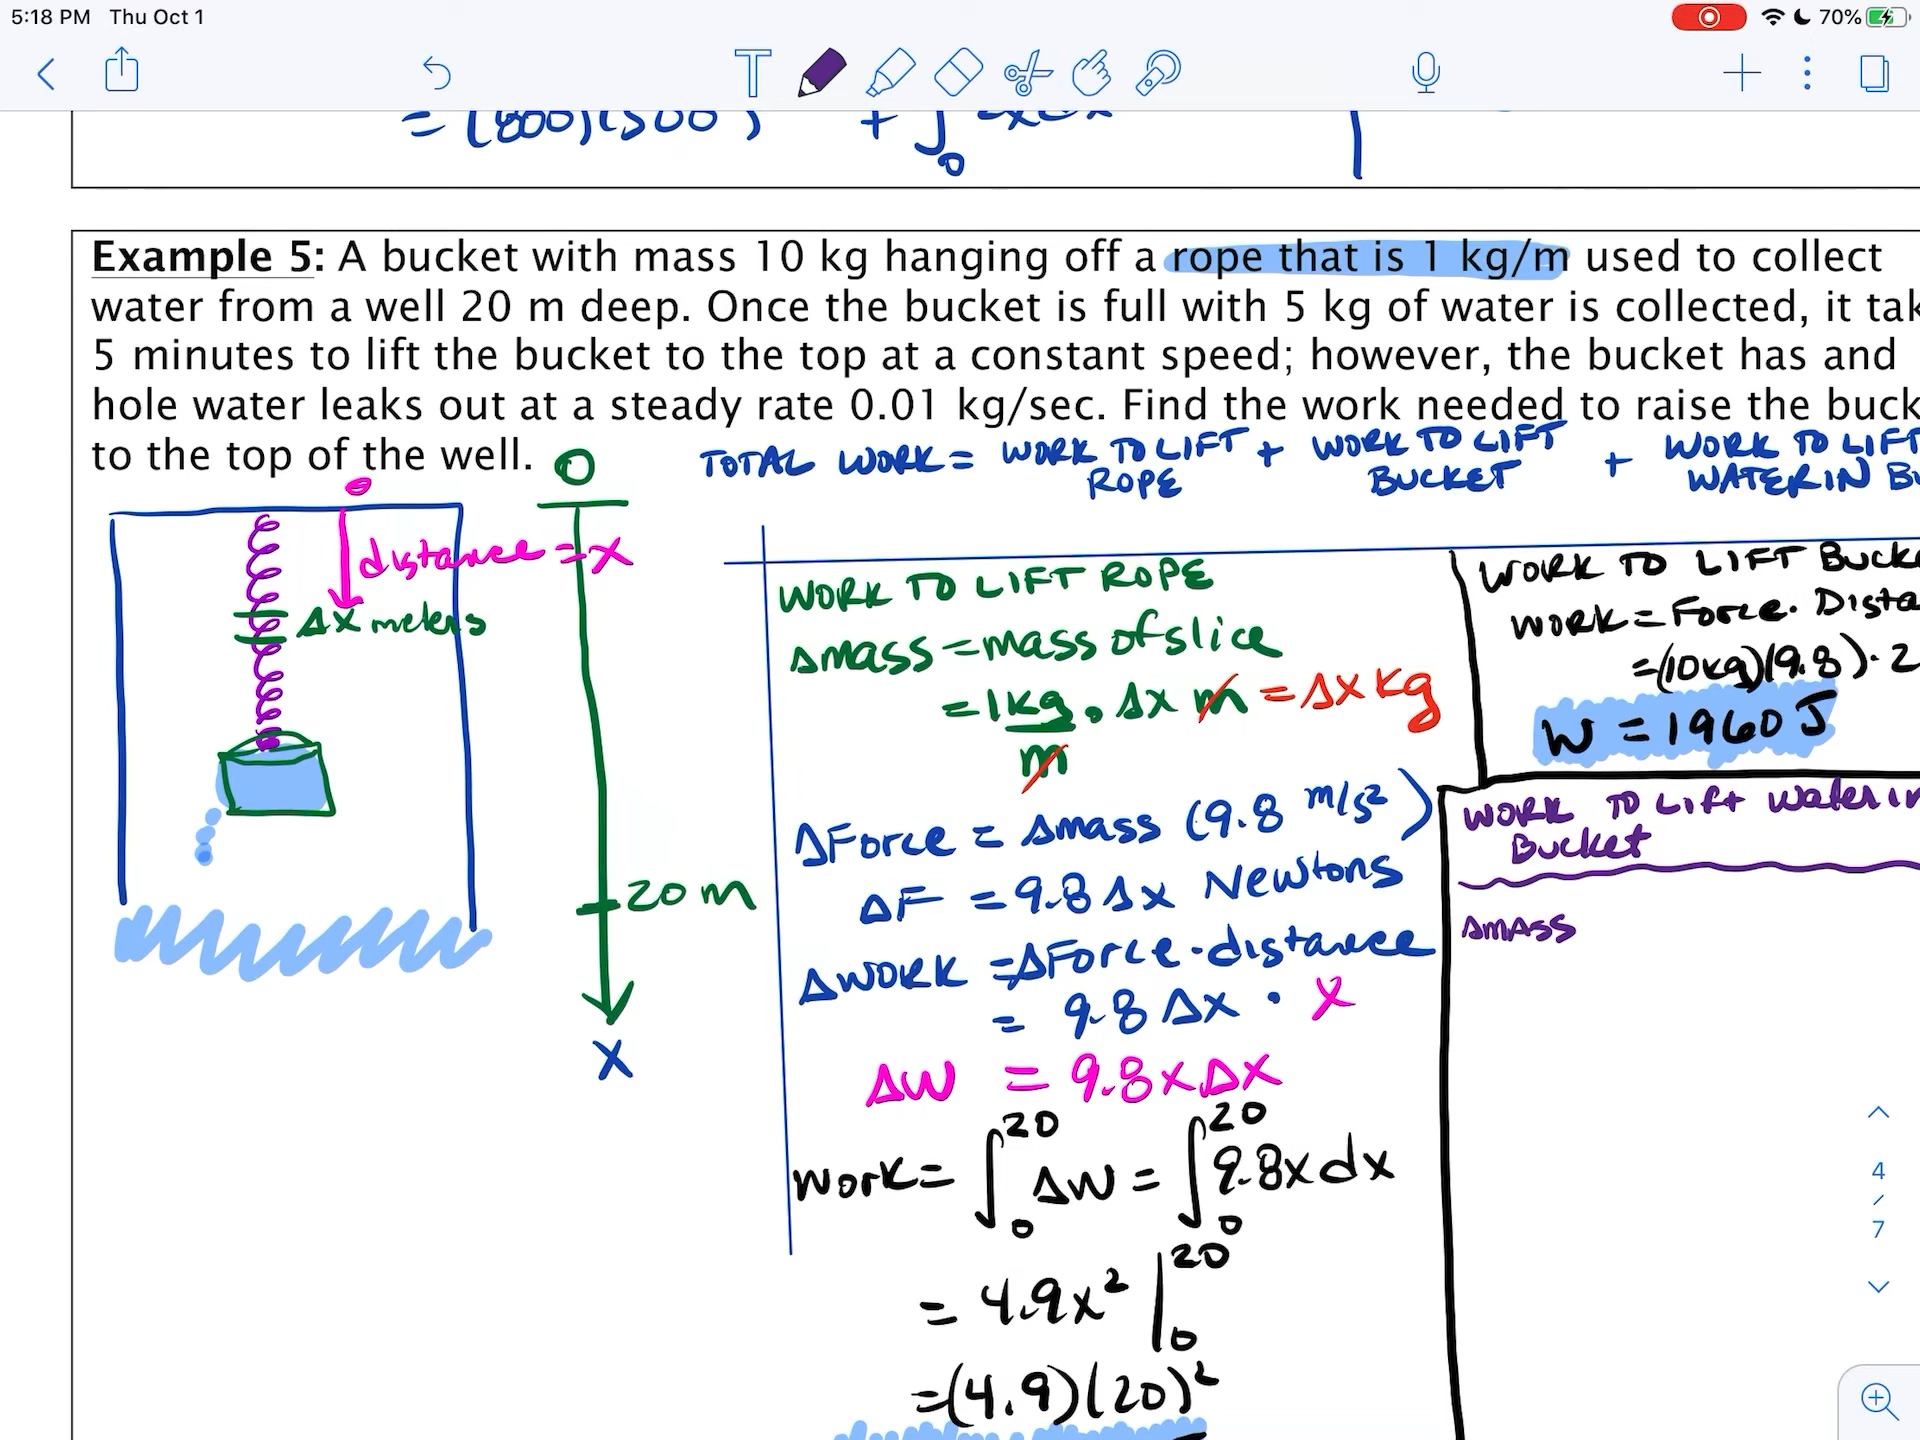 5:18 PM Thu Oct 1
70%
T
+ ∫0
Example 5: A bucket with mass 10 kg hanging off a rope that is 1 kg/m used to collect
water from a well 20 m deep. Once the bucket is full with 5 kg of water is collected, it tak
5 minutes to lift the bucket to the top at a constant speed; however, the bucket has and
hole water leaks out at a steady rate 0.01 kg/sec. Find the work needed to raise the buck
to the top of the well.
TOTAL WORK = WORK TO LIFT ROPE + WORK TO LIFT BUCKET + WORK TO LIFT WATER IN BU
0
0
distance = x
Δx meters
20 m
x
WORK TO LIFT ROPE
Δmass = mass of slice
= 1 kg/m · Δx m = Δx kg
ΔForce = Δmass (9.8 m/s²)
ΔF = 9.8 Δx Newtons
ΔWORK = ΔForce · distance
= 9.8 Δx · x
ΔW = 9.8xΔx
Work = ∫₀²⁰ ΔW = ∫₀²⁰ 9.8x dx
= 4.9x² |₀²⁰
= (4.9)(20)²
WORK TO LIFT Bucke
WORK = Force · Dista
= (10 kg)(9.8) · 2
W = 1960 J
WORK TO Lift Water in
Bucket
ΔMASS
4
/
7